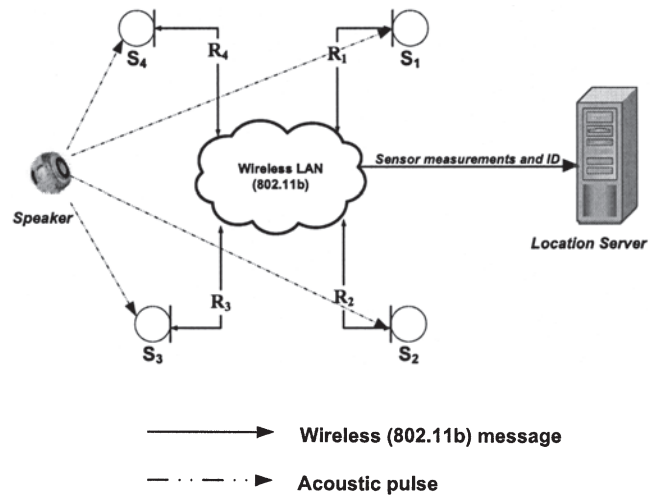 S4
R4
R1
S1
Wireless LAN
(802.11b)
Sensor measurements and ID
Speaker
Location Server
R3
R2
S3
S2
Wireless (802.11b) message
Acoustic pulse